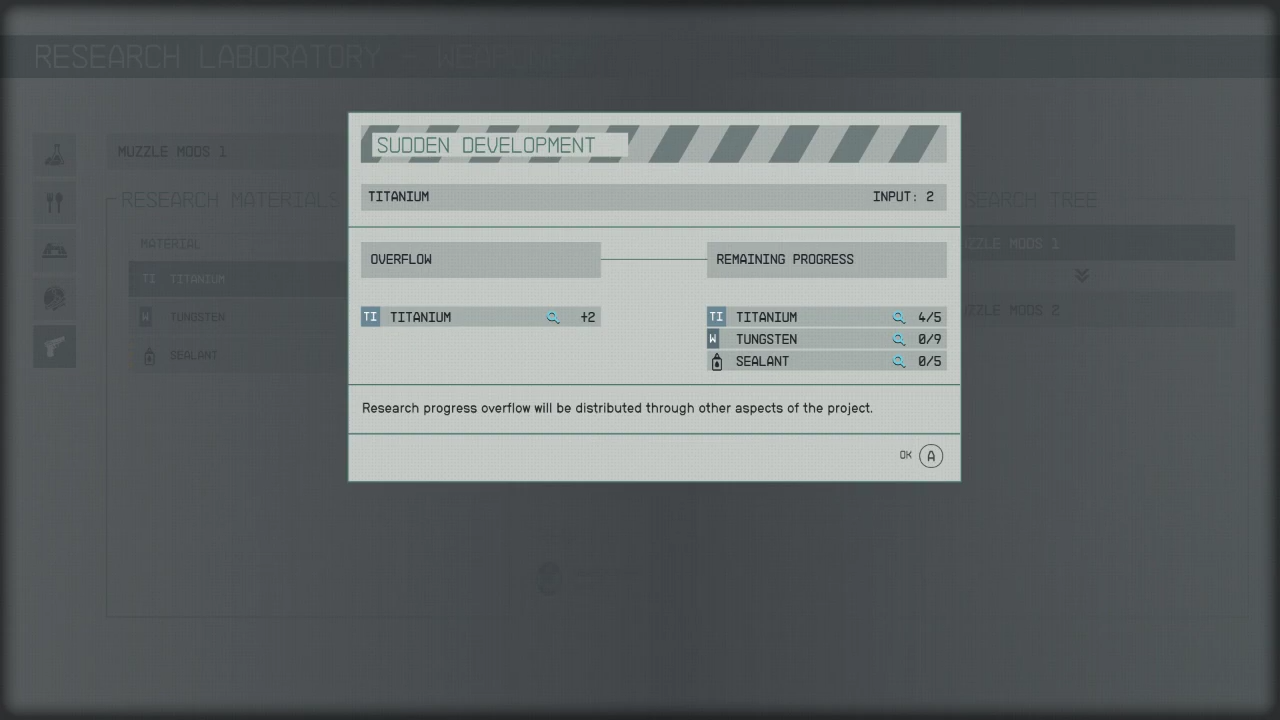 RESEARCH LABORATORY - WEAPONS
SUDDEN DEVELOPMENT
MUZZLE MODS 1
TITANIUM INPUT: 2
RESEARCH MATERIALS
SEARCH TREE
MATERIAL
ZZLE MODS 1
OVERFLOW REMAINING PROGRESS
TI TITANIUM
ZZLE MODS 2
W TUNGSTEN
TI TITANIUM +2
TI TITANIUM 4/5
W TUNGSTEN 0/9
SEALANT
SEALANT 0/5
Research progress overflow will be distributed through other aspects of the project.
OK A